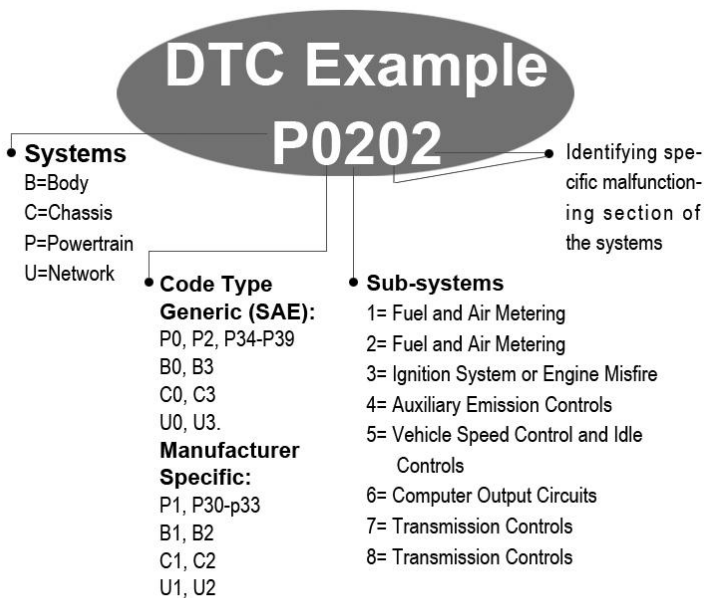 DTC Example
P0202
Systems
B=Body
C=Chassis
P=Powertrain
U=Network
Identifying spe-
cific malfunction-
ing section of
the systems
Code Type
Generic (SAE):
P0, P2, P34-P39
B0, B3
C0, C3
U0, U3.
Manufacturer
Specific:
P1, P30-p33
B1, B2
C1, C2
U1, U2
Sub-systems
1= Fuel and Air Metering
2= Fuel and Air Metering
3= Ignition System or Engine Misfire
4= Auxiliary Emission Controls
5= Vehicle Speed Control and Idle
Controls
6= Computer Output Circuits
7= Transmission Controls
8= Transmission Controls